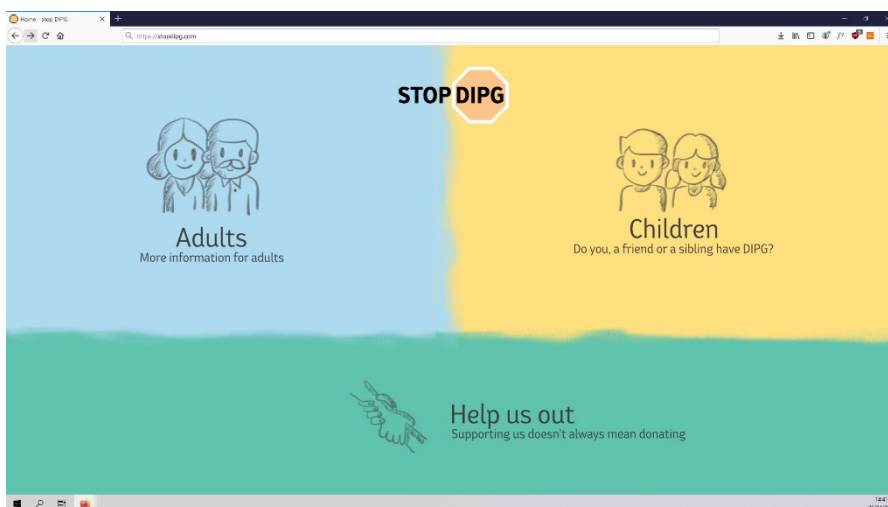 Home - stop DIPG
https://stopdipg.com
STOP DIPG
Adults
More information for adults
Children
Do you, a friend or a sibling have DIPG?
Help us out
Supporting us doesn't always mean donating